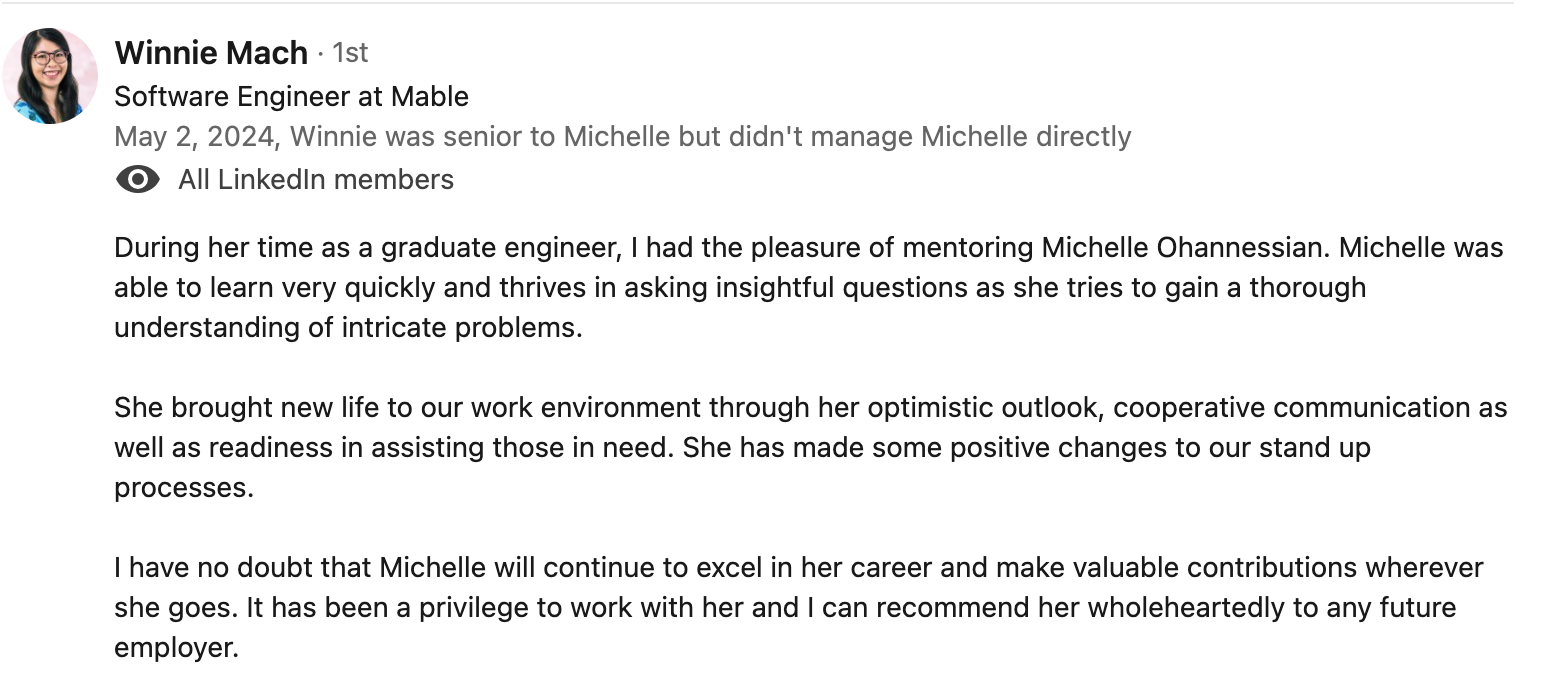 Winnie Mach · 1st
Software Engineer at Mable
May 2, 2024, Winnie was senior to Michelle but didn't manage Michelle directly
All LinkedIn members
During her time as a graduate engineer, I had the pleasure of mentoring Michelle Ohannessian. Michelle was
able to learn very quickly and thrives in asking insightful questions as she tries to gain a thorough
understanding of intricate problems.
She brought new life to our work environment through her optimistic outlook, cooperative communication as
well as readiness in assisting those in need. She has made some positive changes to our stand up
processes.
I have no doubt that Michelle will continue to excel in her career and make valuable contributions wherever
she goes. It has been a privilege to work with her and I can recommend her wholeheartedly to any future
employer.